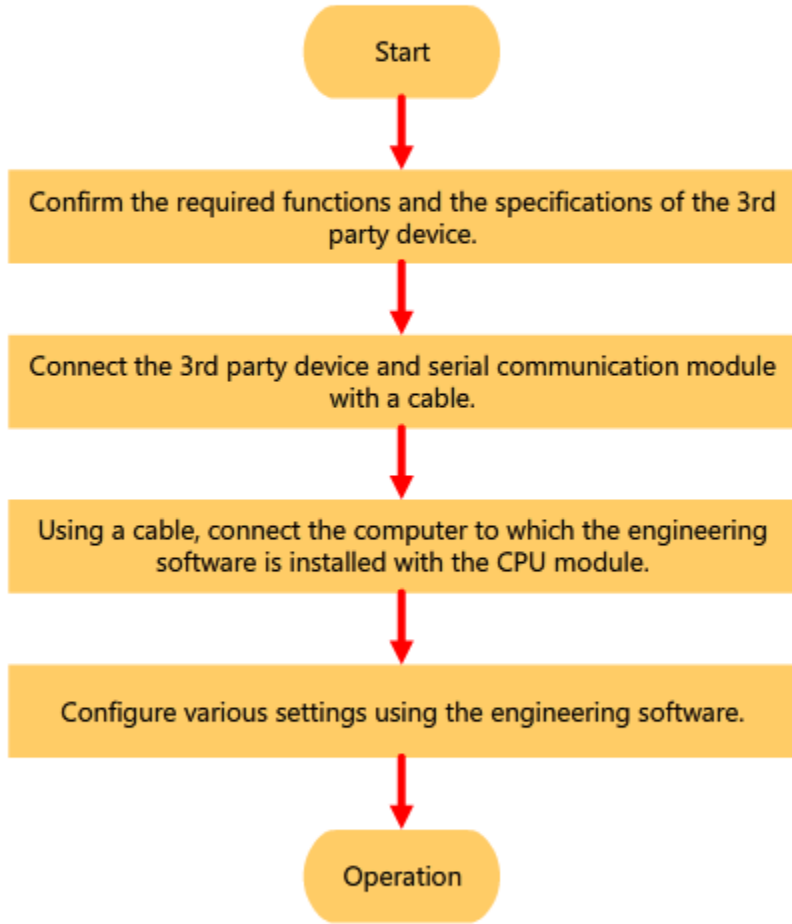 Start
Confirm the required functions and the specifications of the 3rd
party device.
Connect the 3rd party device and serial communication module
with a cable.
Using a cable, connect the computer to which the engineering
software is installed with the CPU module.
Configure various settings using the engineering software.
Operation